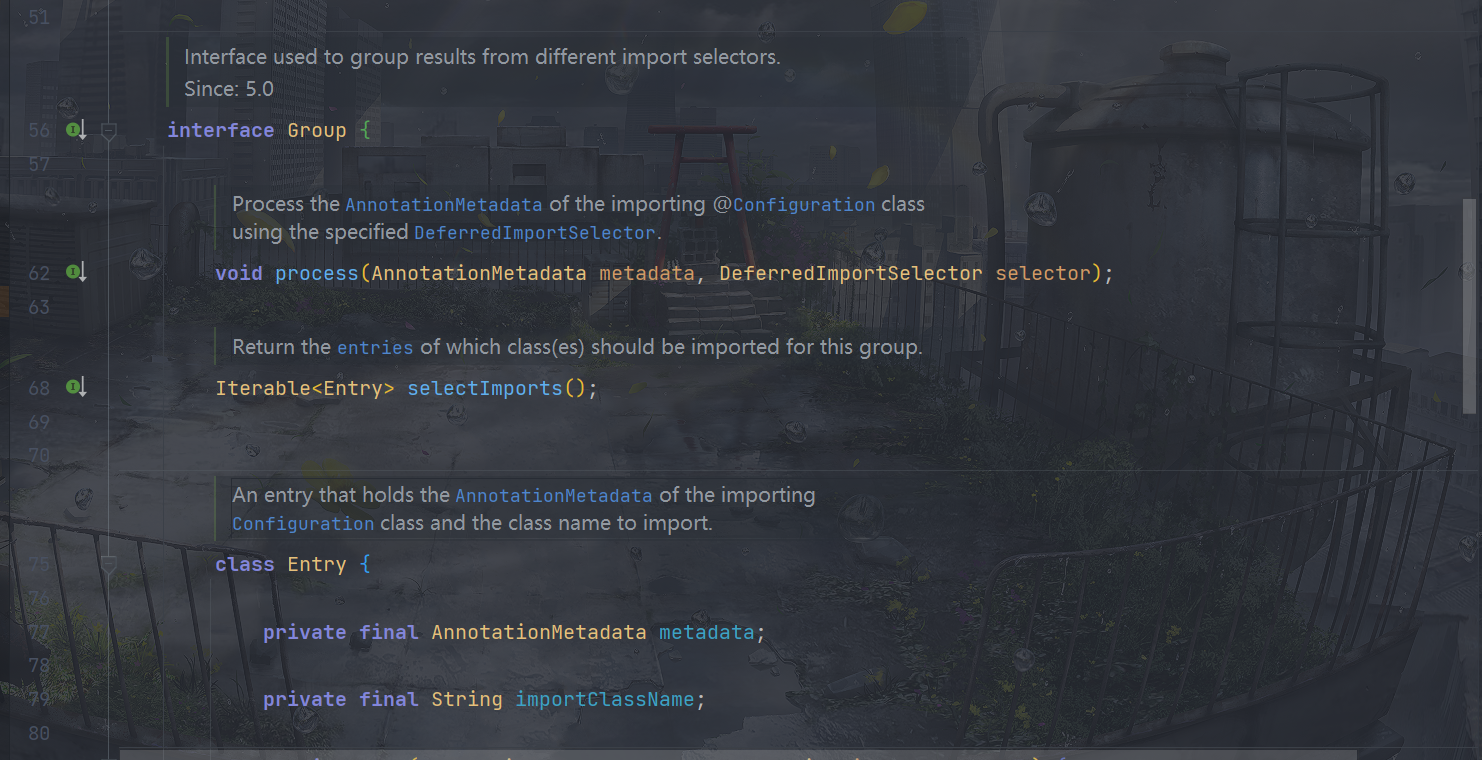 51
Interface used to group results from different import selectors.
Since: 5.0
56 interface Group {
57
Process the AnnotationMetadata of the importing @Configuration class
using the specified DeferredImportSelector.
62 void process(AnnotationMetadata metadata, DeferredImportSelector selector);
63
Return the entries of which class(es) should be imported for this group.
68 Iterable<Entry> selectImports();
69
70
An entry that holds the AnnotationMetadata of the importing
Configuration class and the class name to import.
75 class Entry {
76
77 private final AnnotationMetadata metadata;
78
79 private final String importClassName;
80